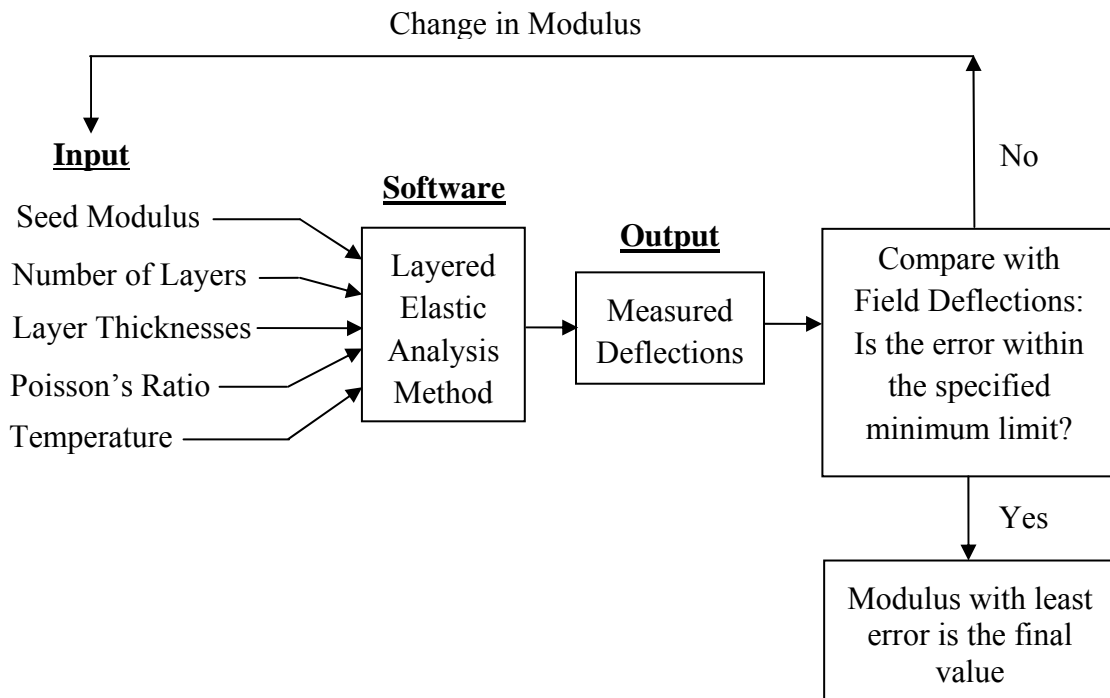 Change in Modulus
Input
No
Software
Seed Modulus
Output
Number of Layers
Layer Thicknesses
Poisson’s Ratio
Temperature
Layered
Elastic
Analysis
Method
Measured
Deflections
Compare with
Field Deflections:
Is the error within
the specified
minimum limit?
Yes
Modulus with least
error is the final
value